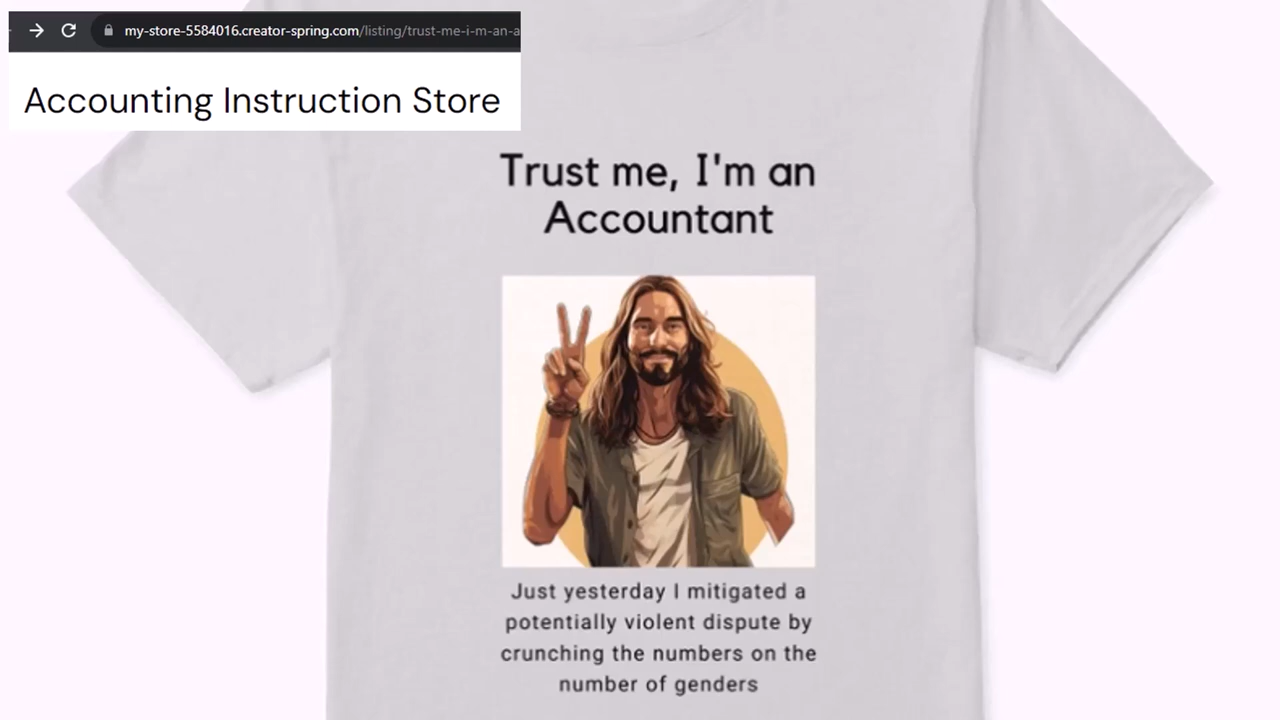 my-store-5584016.creator-spring.com/listing/trust-me-i-m-an-a
Accounting Instruction Store
Trust me, I'm an
Accountant
Just yesterday I mitigated a
potentially violent dispute by
crunching the numbers on the
number of genders